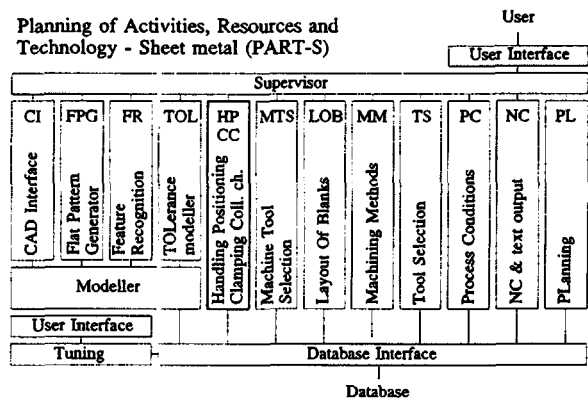 Planning of Activities, Resources and
Technology - Sheet metal (PART-S)
User
User Interface
Supervisor
CI
CAD Interface
FPG
Flat Pattern
Generator
FR
Feature
Recognition
TOL
TOLerance
modeller
HP
CC
Handling Positioning
Clamping Coll. ch.
MTS
Machine Tool
Selection
LOB
Layout Of Blanks
MM
Machining Methods
TS
Tool Selection
PC
Process Conditions
NC
NC & text output
PL
PLanning
Modeller
User Interface
Tuning
Database Interface
Database